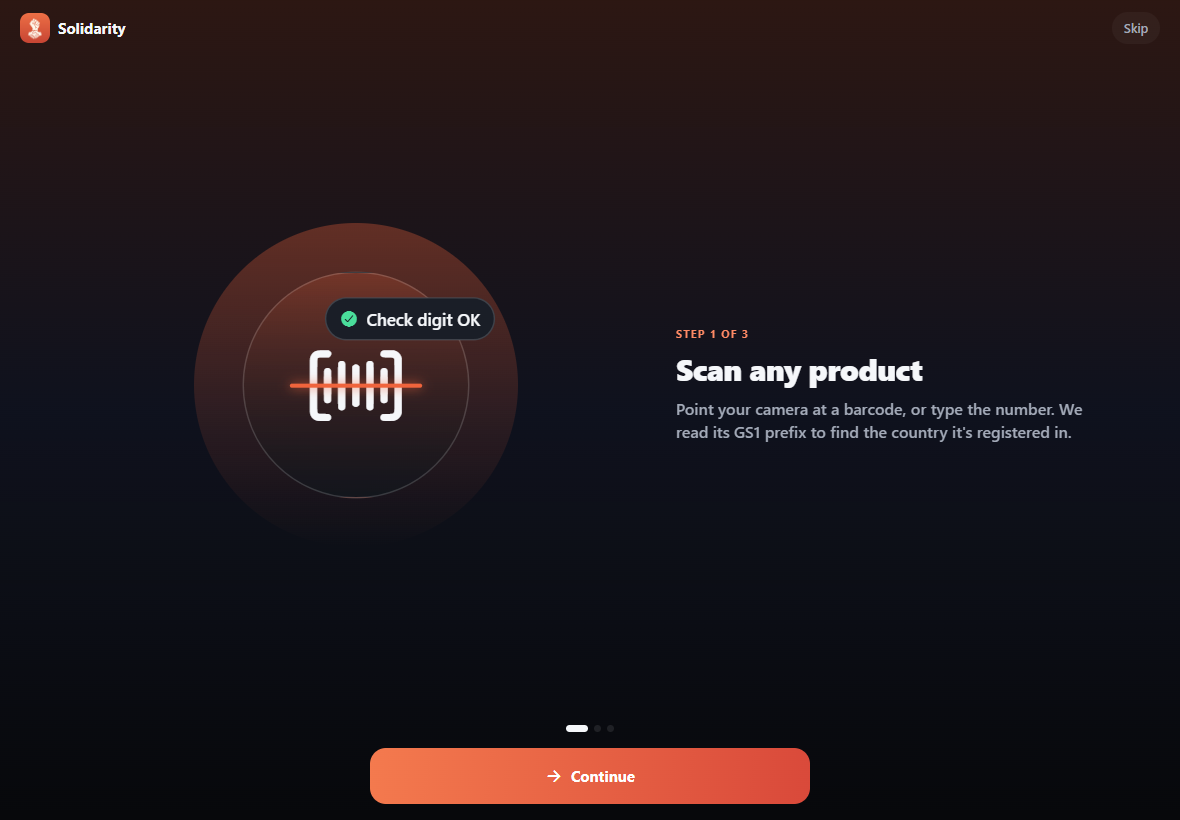 Solidarity
Skip
Check digit OK
STEP 1 OF 3
Scan any product
Point your camera at a barcode, or type the number. We
read its GS1 prefix to find the country it's registered in.
Continue